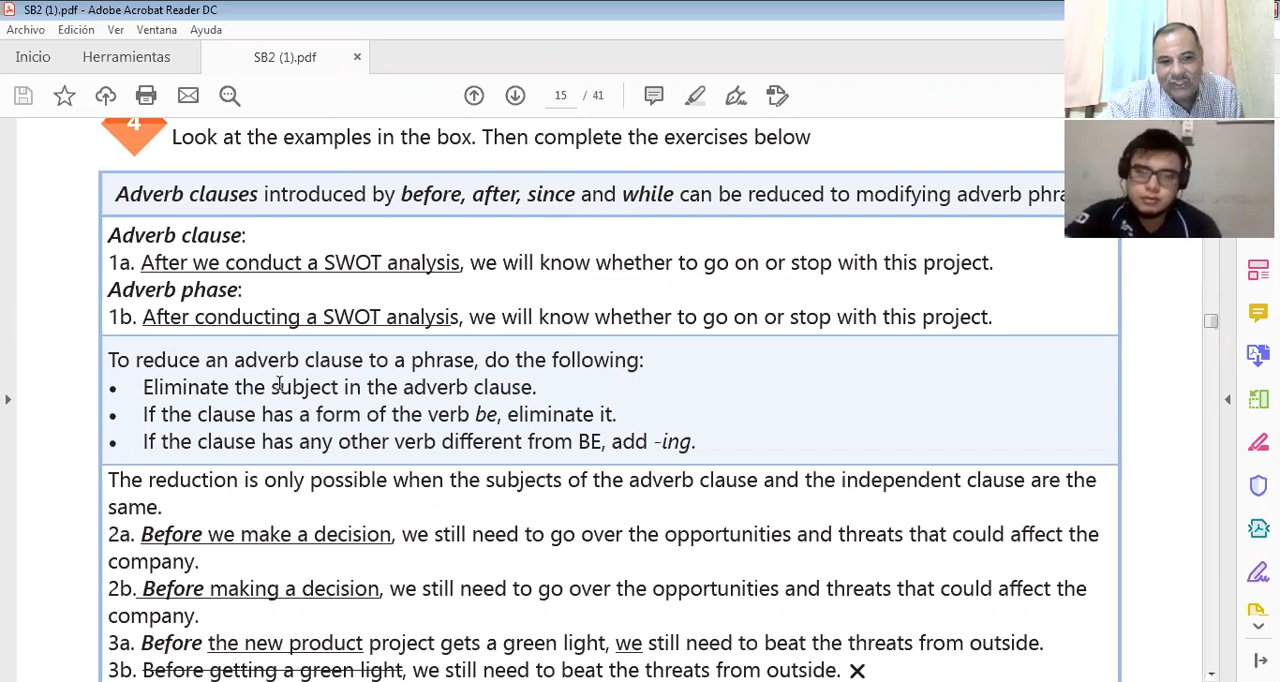 SB2 (1).pdf - Adobe Acrobat Reader DC
Archivo Edición Ver Ventana Ayuda
Inicio Herramientas SB2 (1).pdf ×
15 / 41
4
Look at the examples in the box. Then complete the exercises below
Adverb clauses introduced by before, after, since and while can be reduced to modifying adverb phra
Adverb clause:
1a. After we conduct a SWOT analysis, we will know whether to go on or stop with this project.
Adverb phase:
1b. After conducting a SWOT analysis, we will know whether to go on or stop with this project.
To reduce an adverb clause to a phrase, do the following:
• Eliminate the subject in the adverb clause.
• If the clause has a form of the verb be, eliminate it.
• If the clause has any other verb different from BE, add -ing.
The reduction is only possible when the subjects of the adverb clause and the independent clause are the
same.
2a. Before we make a decision, we still need to go over the opportunities and threats that could affect the
company.
2b. Before making a decision, we still need to go over the opportunities and threats that could affect the
company.
3a. Before the new product project gets a green light, we still need to beat the threats from outside.
3b. Before getting a green light, we still need to beat the threats from outside. ✕